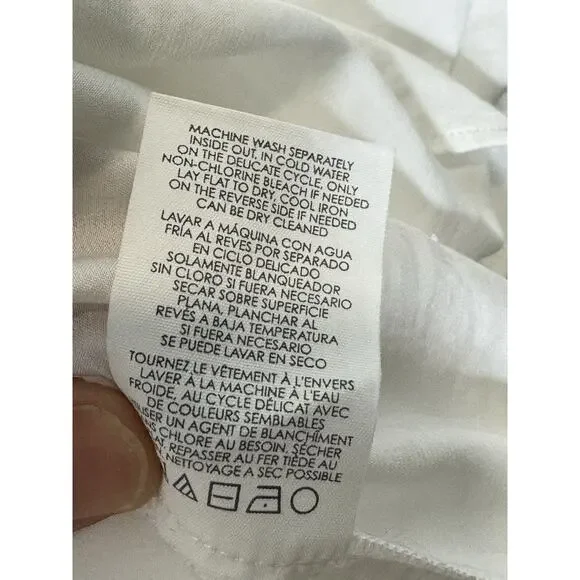 MACHINE WASH SEPARATELY
INSIDE OUT, IN COLD WATER
ON THE DELICATE CYCLE, ONLY
NON-CHLORINE BLEACH IF NEEDED
LAY FLAT TO DRY, COOL IRON
ON THE REVERSE SIDE IF NEEDED
CAN BE DRY CLEANED
LAVAR A MÁQUINA CON AGUA
FRÍA AL REVES POR SEPARADO
EN CICLO DELICADO
SOLAMENTE BLANQUEADOR
SIN CLORO SI FUERA NECESARIO
SECAR SOBRE SUPERFICIE
PLANA, PLANCHAR AL
REVÉS A BAJA TEMPERATURA
SI FUERA NECESARIO
SE PUEDE LAVAR EN SECO
TOURNEZ LE VÊTEMENT À L'ENVERS
LAVER À LA MACHINE À L'EAU
FROIDE, AU CYCLE DÉLICAT AVEC
DE COULEURS SEMBLABLES
UN AGENT DE BLANCHÎMENT
CHLORE AU BESOIN, SÉCHER
REPASSER AU FER TIÈDE AU
NETTOYAGE A SEC POSSIBLE